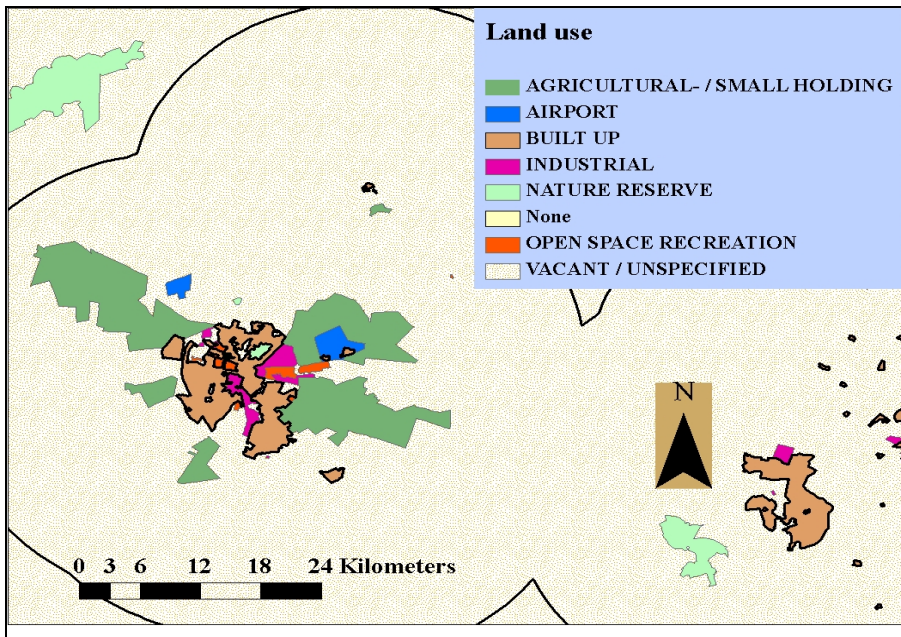 Land use
AGRICULTURAL- / SMALL HOLDING
AIRPORT
BUILT UP
INDUSTRIAL
NATURE RESERVE
None
OPEN SPACE RECREATION
VACANT / UNSPECIFIED
N
0 3 6 12 18 24 Kilometers